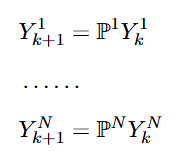 Y^1_{k+1} = ℙ^1 Y^1_k
......
Y^N_{k+1} = ℙ^N Y^N_k